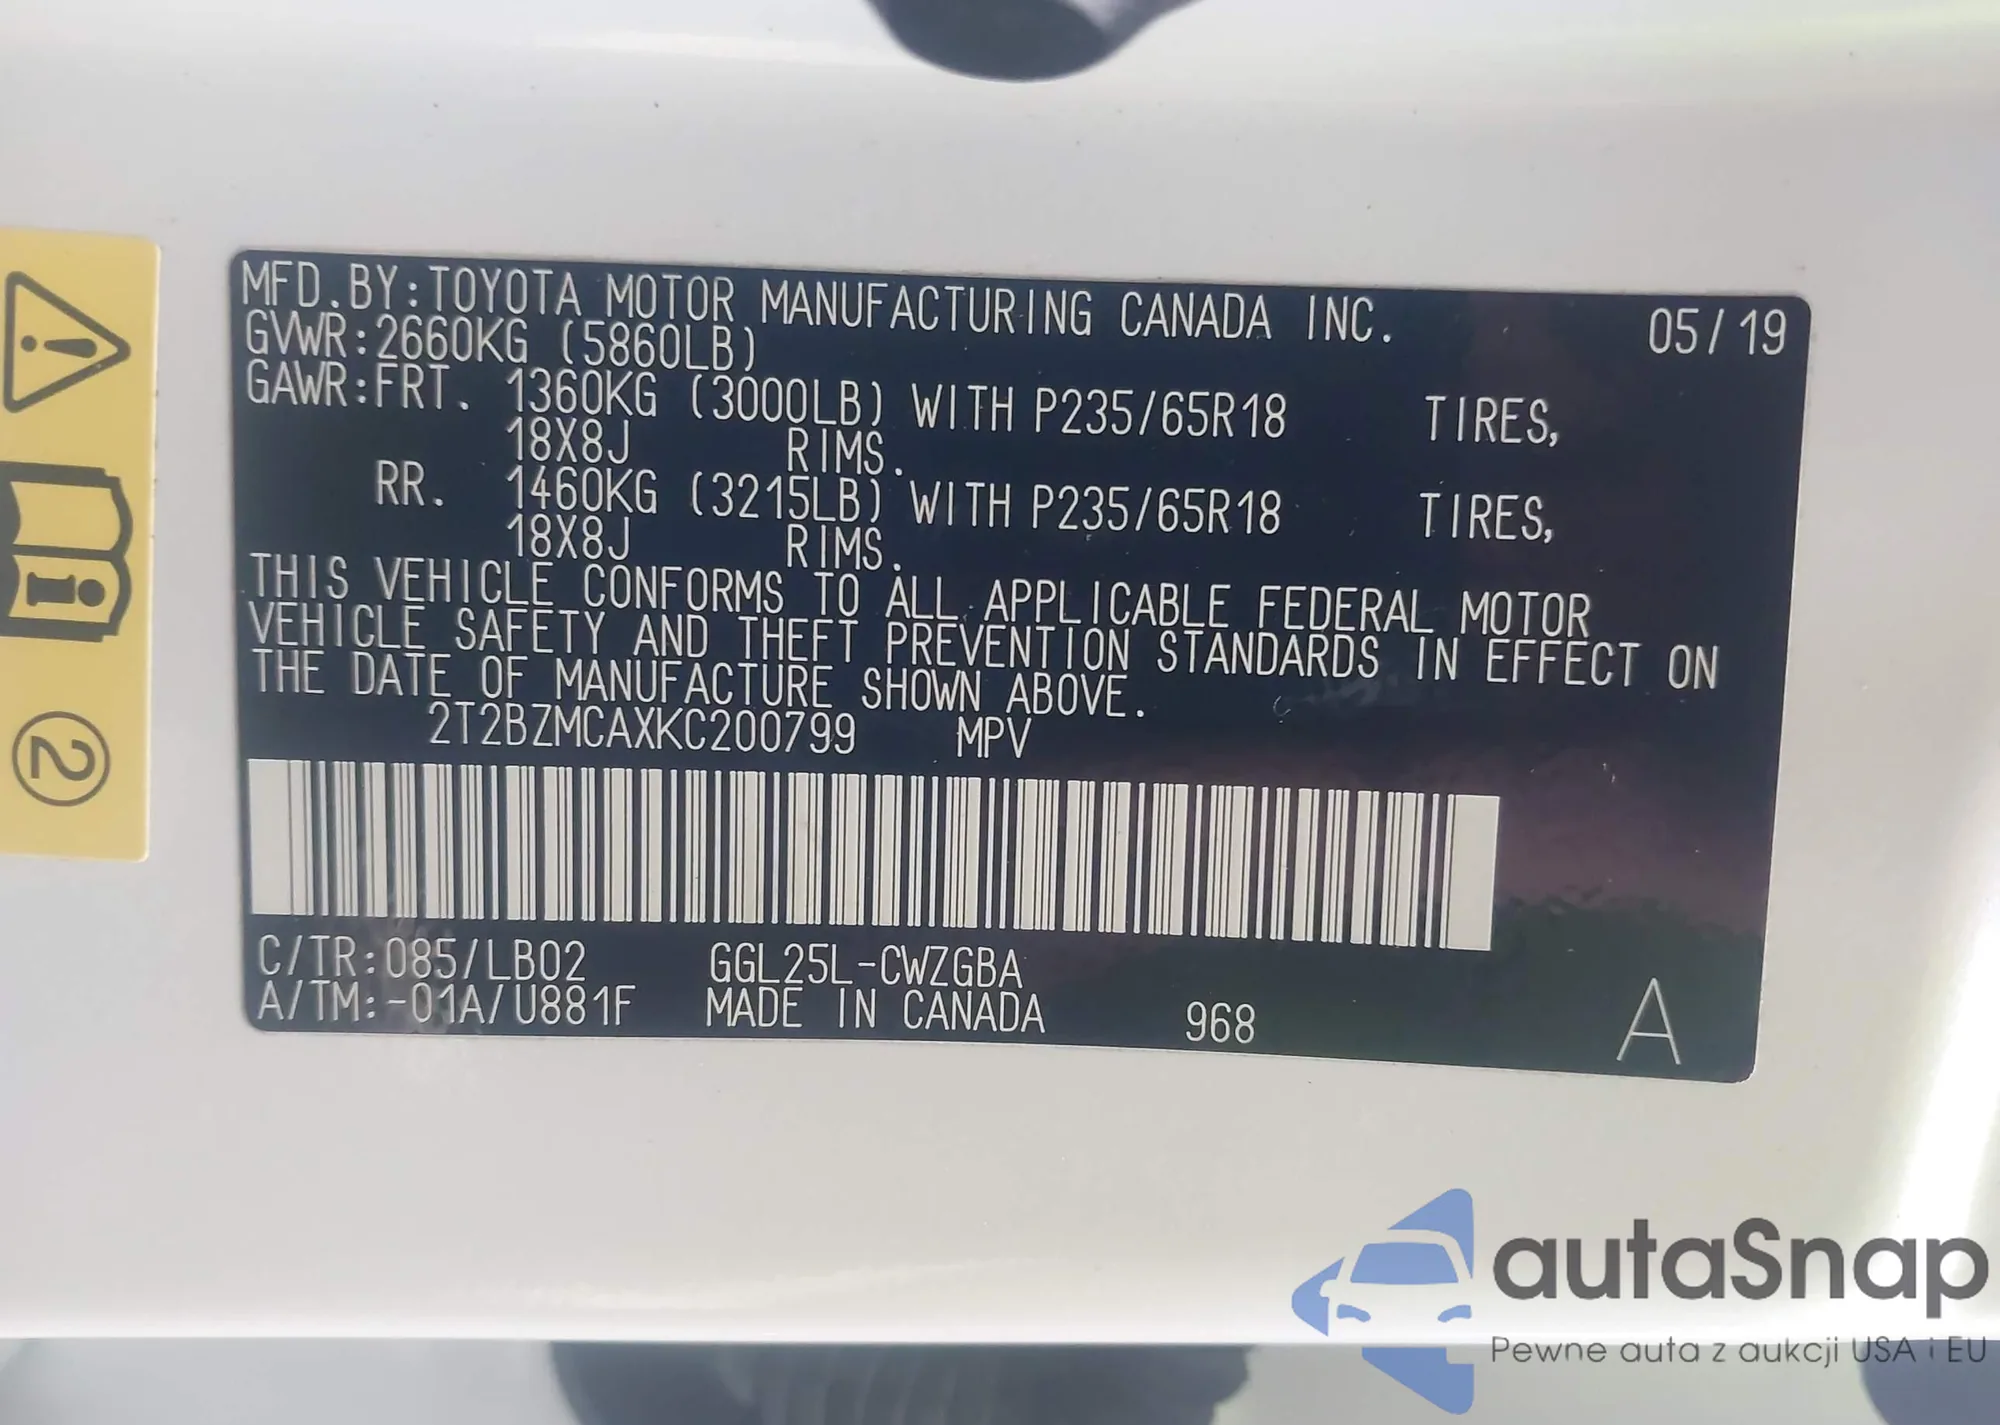 MFD.BY:TOYOTA MOTOR MANUFACTURING CANADA INC. 05/19
GVWR:2660KG (5860LB)
GAWR:FRT. 1360KG (3000LB) WITH P235/65R18 TIRES,
18X8J RIMS.
RR. 1460KG (3215LB) WITH P235/65R18 TIRES,
18X8J RIMS.
THIS VEHICLE CONFORMS TO ALL APPLICABLE FEDERAL MOTOR
VEHICLE SAFETY AND THEFT PREVENTION STANDARDS IN EFFECT ON
THE DATE OF MANUFACTURE SHOWN ABOVE.
2T2BZMCAXKC200799 MPV
C/TR:085/LB02 GGL25L-CWZGBA
A/TM:-01A/U881F MADE IN CANADA 968 A
2
autaSnap
Pewne auta z aukcji USA i EU